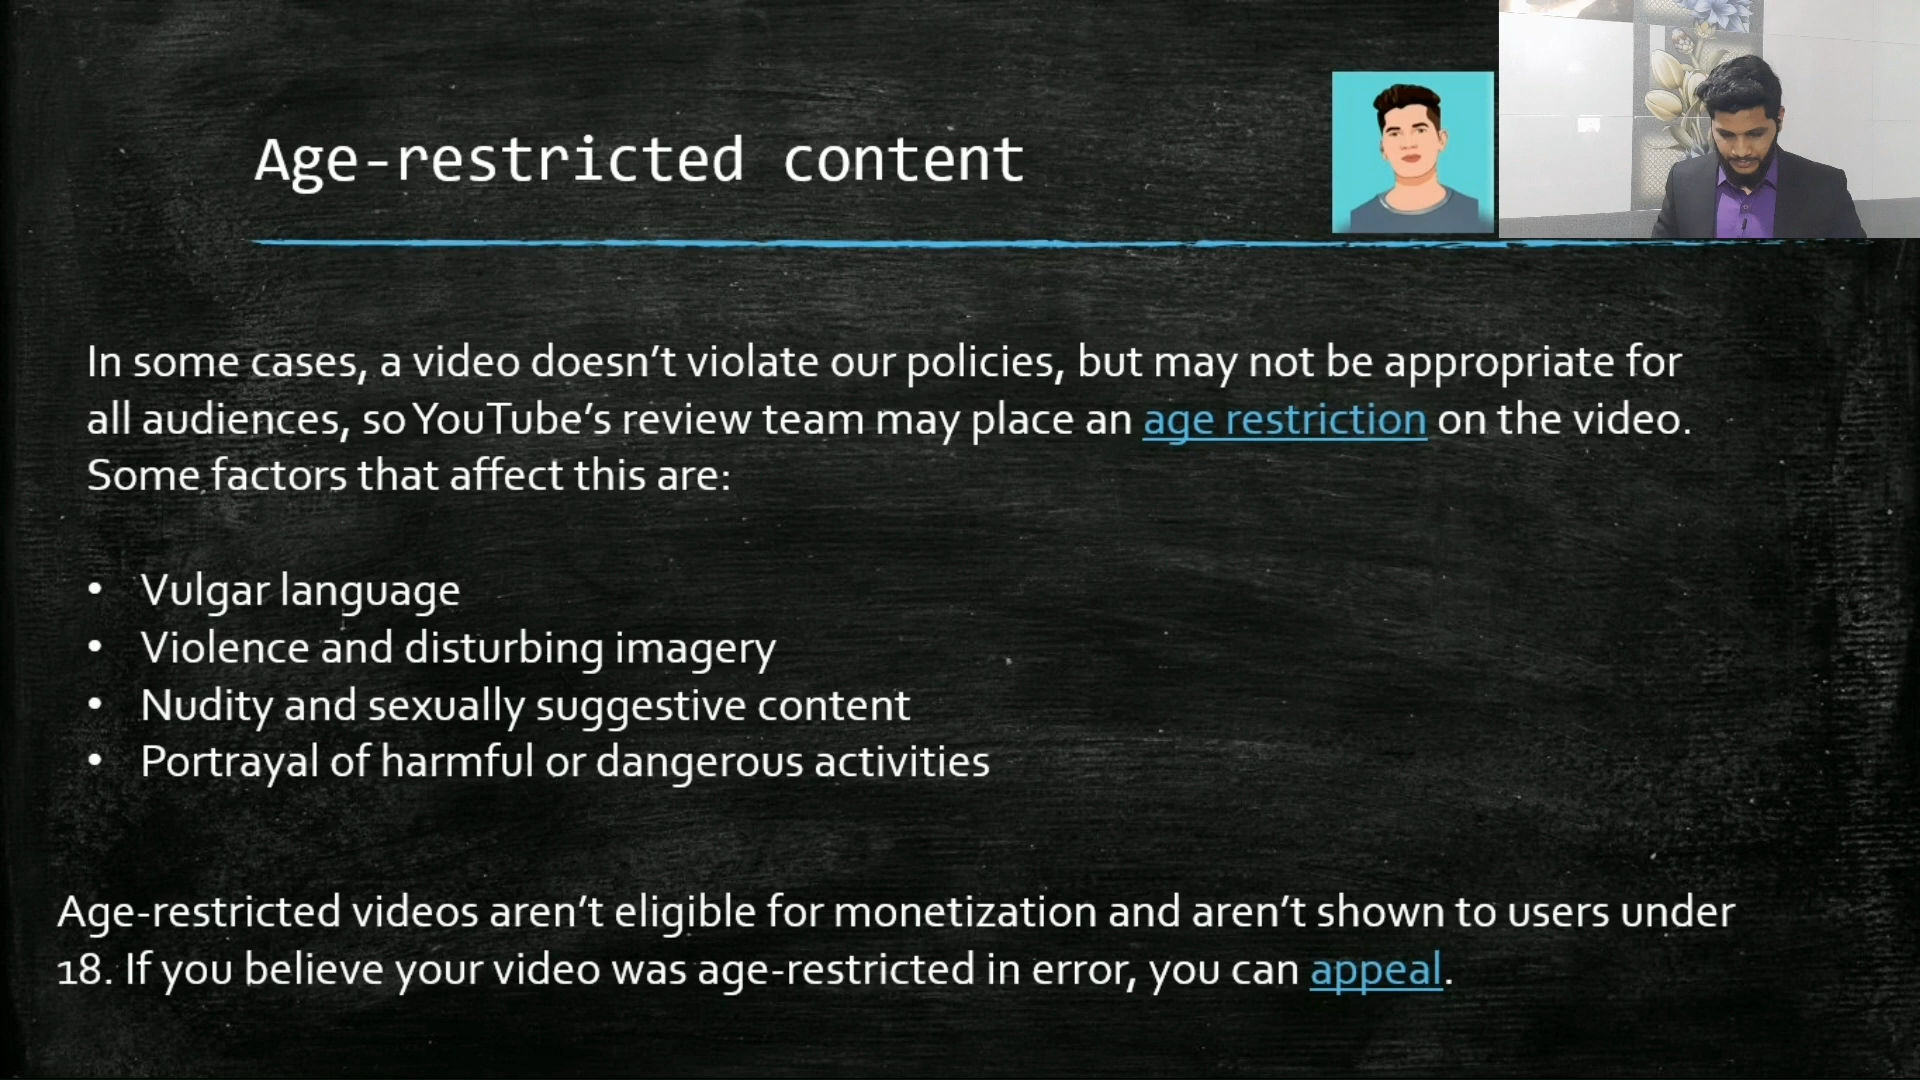 Age-restricted content
In some cases, a video doesn’t violate our policies, but may not be appropriate for
all audiences, so YouTube’s review team may place an age restriction on the video.
Some factors that affect this are:
• Vulgar language
• Violence and disturbing imagery
• Nudity and sexually suggestive content
• Portrayal of harmful or dangerous activities
Age-restricted videos aren’t eligible for monetization and aren’t shown to users under
18. If you believe your video was age-restricted in error, you can appeal.